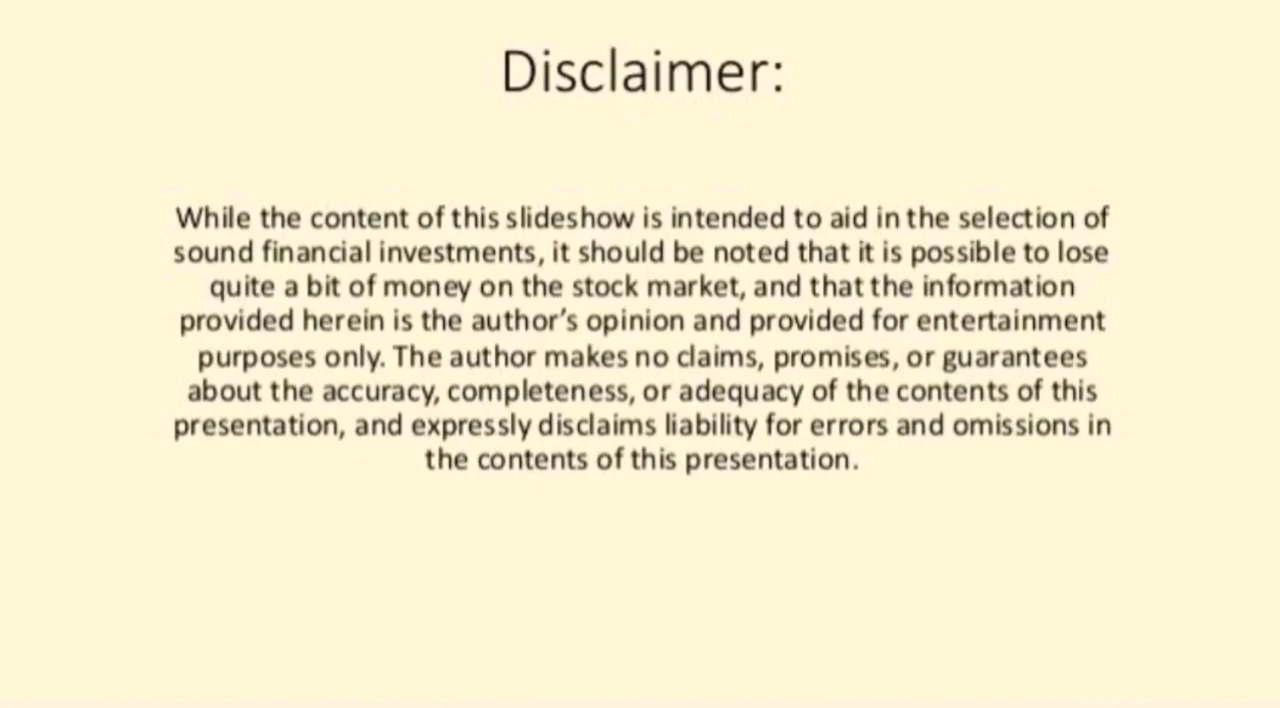 Disclaimer:
While the content of this slideshow is intended to aid in the selection of
sound financial investments, it should be noted that it is possible to lose
quite a bit of money on the stock market, and that the information
provided herein is the author’s opinion and provided for entertainment
purposes only. The author makes no claims, promises, or guarantees
about the accuracy, completeness, or adequacy of the contents of this
presentation, and expressly disclaims liability for errors and omissions in
the contents of this presentation.